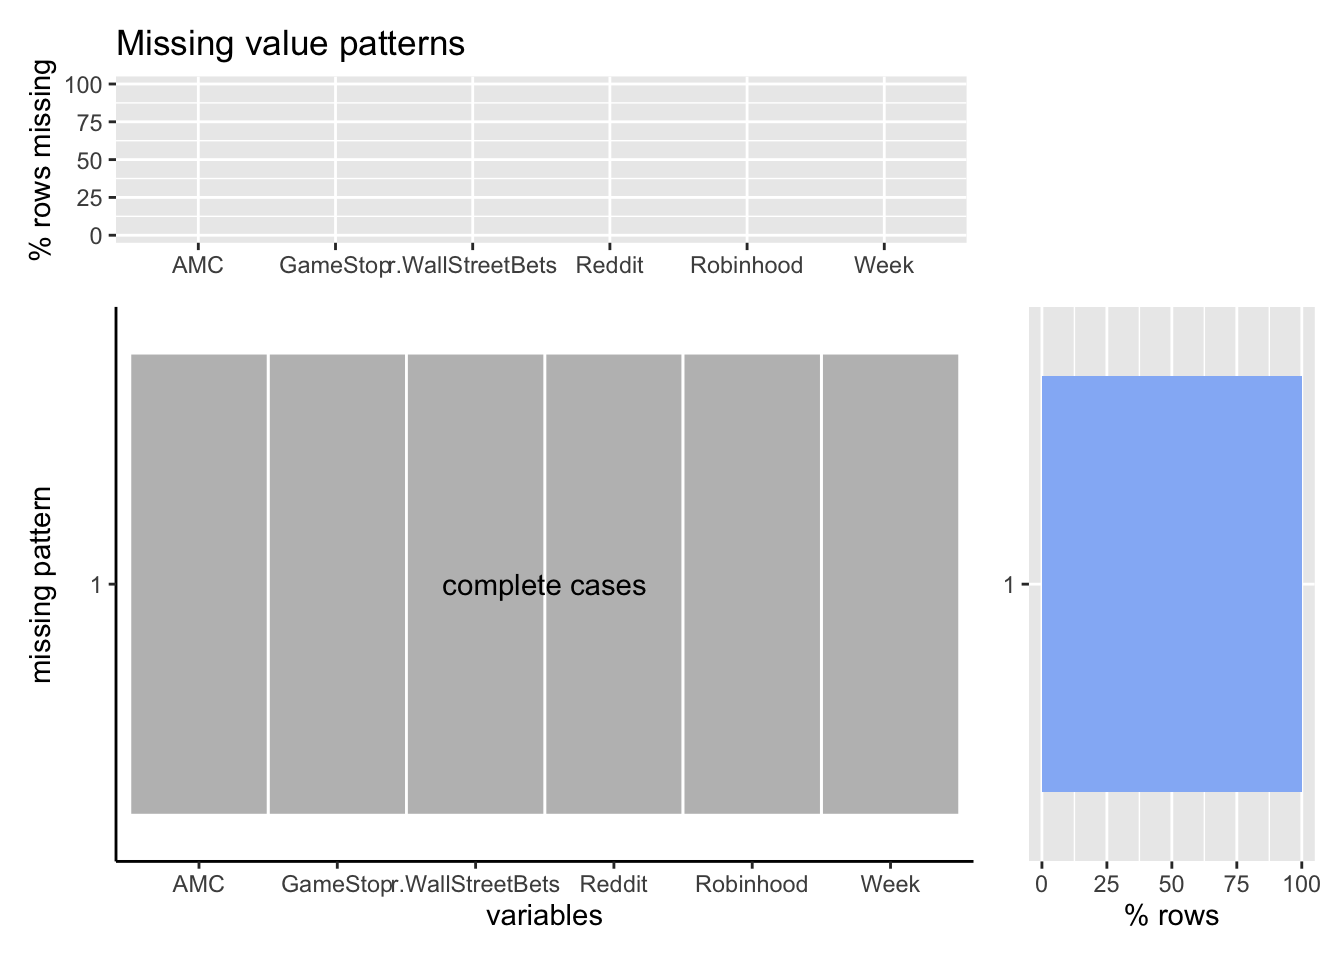 Missing value patterns
% rows missing
100
75
50
25
0
AMC GameStop r.WallStreetBets Reddit Robinhood Week
missing pattern
1
complete cases
AMC GameStop r.WallStreetBets Reddit Robinhood Week
variables
1
0 25 50 75 100
% rows